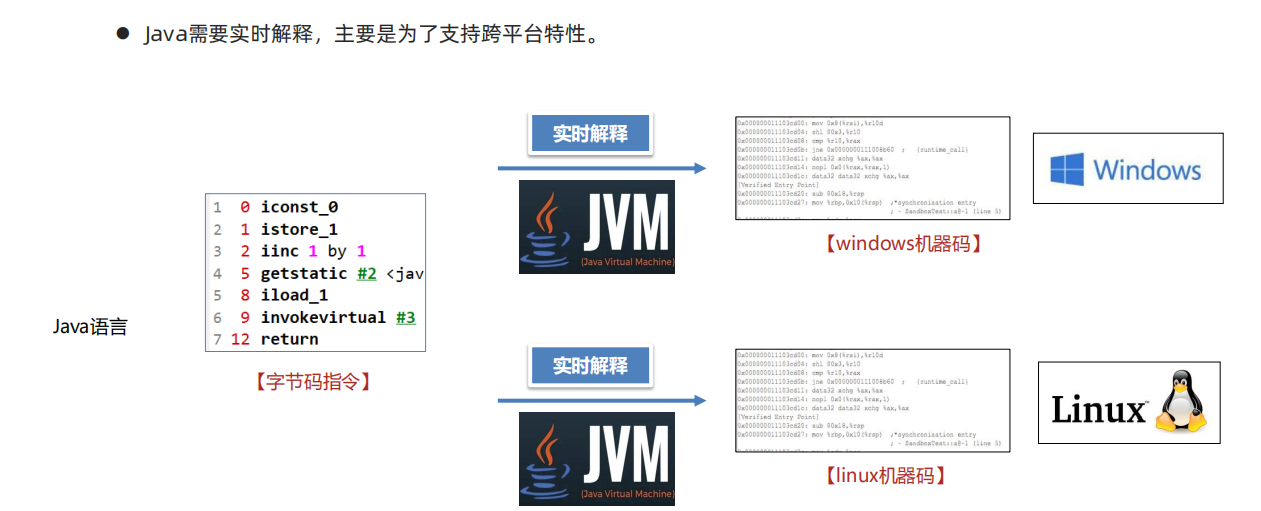 ● Java需要实时解释，主要是为了支持跨平台特性。
Java语言
1 0 iconst_0
2 1 istore_1
3 2 iinc 1 by 1
4 5 getstatic #2 <jav
5 8 iload_1
6 9 invokevirtual #3
7 12 return
【字节码指令】
实时解释
JVM
(Java Virtual Machine)
0x000000011103cd00: mov 0x8(%rsi),%r10d
0x000000011103cd04: shl $0x3,%r10
0x000000011103cd08: cmp %r10,%rax
0x000000011103cd0b: jne 0x0000000111008b60 ; {runtime_call}
0x000000011103cd11: data32 xchg %ax,%ax
0x000000011103cd14: nopl 0x0(%rax,%rax,1)
0x000000011103cd1c: data32 data32 xchg %ax,%ax
[Verified Entry Point]
0x000000011103cd20: sub $0x18,%rsp
0x000000011103cd27: mov %rbp,0x10(%rsp) ;*synchronization entry
; - SandboxTest::a@-1 (line 5)
【windows机器码】
Windows
实时解释
JVM
(Java Virtual Machine)
0x000000011103cd00: mov 0x8(%rsi),%r10d
0x000000011103cd04: shl $0x3,%r10
0x000000011103cd08: cmp %r10,%rax
0x000000011103cd0b: jne 0x0000000111008b60 ; {runtime_call}
0x000000011103cd11: data32 xchg %ax,%ax
0x000000011103cd14: nopl 0x0(%rax,%rax,1)
0x000000011103cd1c: data32 data32 xchg %ax,%ax
[Verified Entry Point]
0x000000011103cd20: sub $0x18,%rsp
0x000000011103cd27: mov %rbp,0x10(%rsp) ;*synchronization entry
; - SandboxTest::a@-1 (line 5)
【linux机器码】
Linux